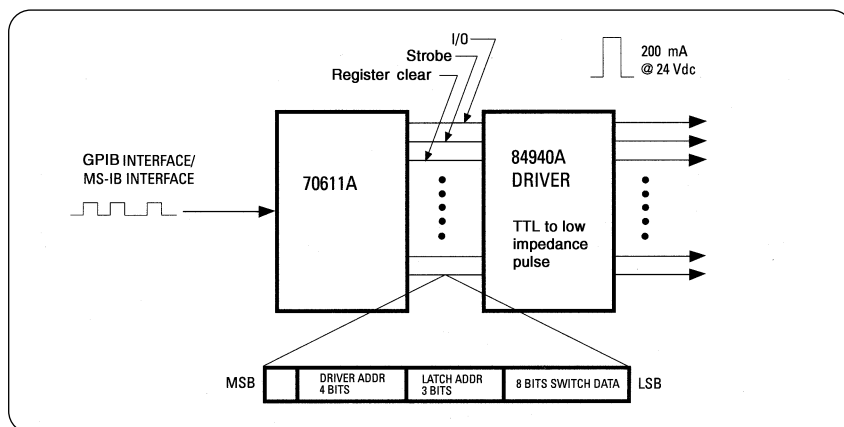 I/O
Strobe
Register clear
200 mA
@ 24 Vdc
GPIB INTERFACE/
MS-IB INTERFACE
70611A
84940A
DRIVER
TTL to low
impedance
pulse
MSB
DRIVER ADDR
4 BITS
LATCH ADDR
3 BITS
8 BITS SWITCH DATA
LSB